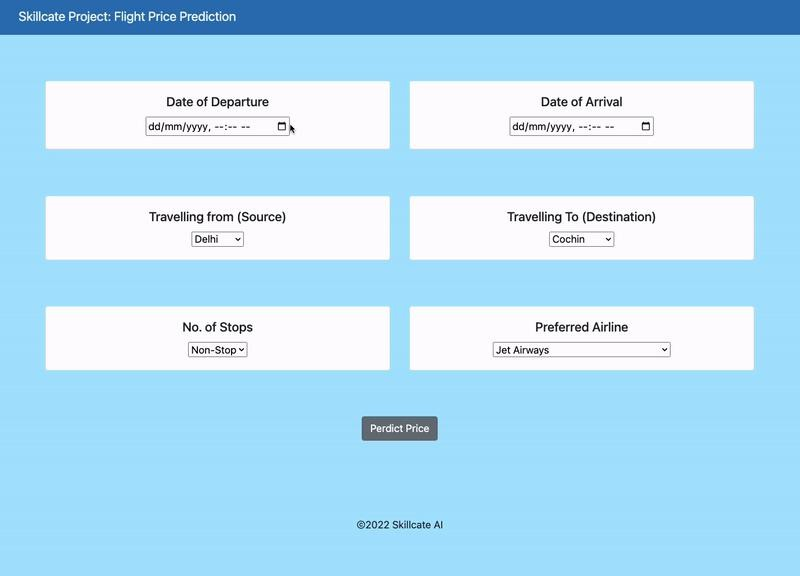 Skillcate Project: Flight Price Prediction
Date of Departure
dd/mm/yyyy, --:-- --
Date of Arrival
dd/mm/yyyy, --:-- --
Travelling from (Source)
Delhi
Travelling To (Destination)
Cochin
No. of Stops
Non-Stop
Preferred Airline
Jet Airways
Perdict Price
©2022 Skillcate AI